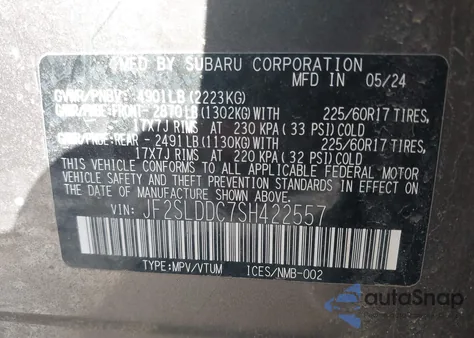 MFD BY SUBARU CORPORATION
MFD IN 05/24
GVWR/PNBV: 4901LB (2223KG)
GAWR/PNBE-FRONT- 2870LB (1302KG) WITH 225/60R17 TIRES,
17X7J RIMS AT 230 KPA (33 PSI) COLD
GAWR/PNBE-REAR - 2491LB (1130KG) WITH 225/60R17 TIRES,
17X7J RIMS AT 220 KPA (32 PSI) COLD
THIS VEHICLE CONFORMS TO ALL APPLICABLE FEDERAL MOTOR
VEHICLE SAFETY AND THEFT PREVENTION STANDARDS IN EFFECT
ON THE DATE OF MANUFACTURE SHOWN ABOVE.
VIN: JF2SLDDC7SH422557
TYPE:MPV/VTUM ICES/NMB-002
autoSnap